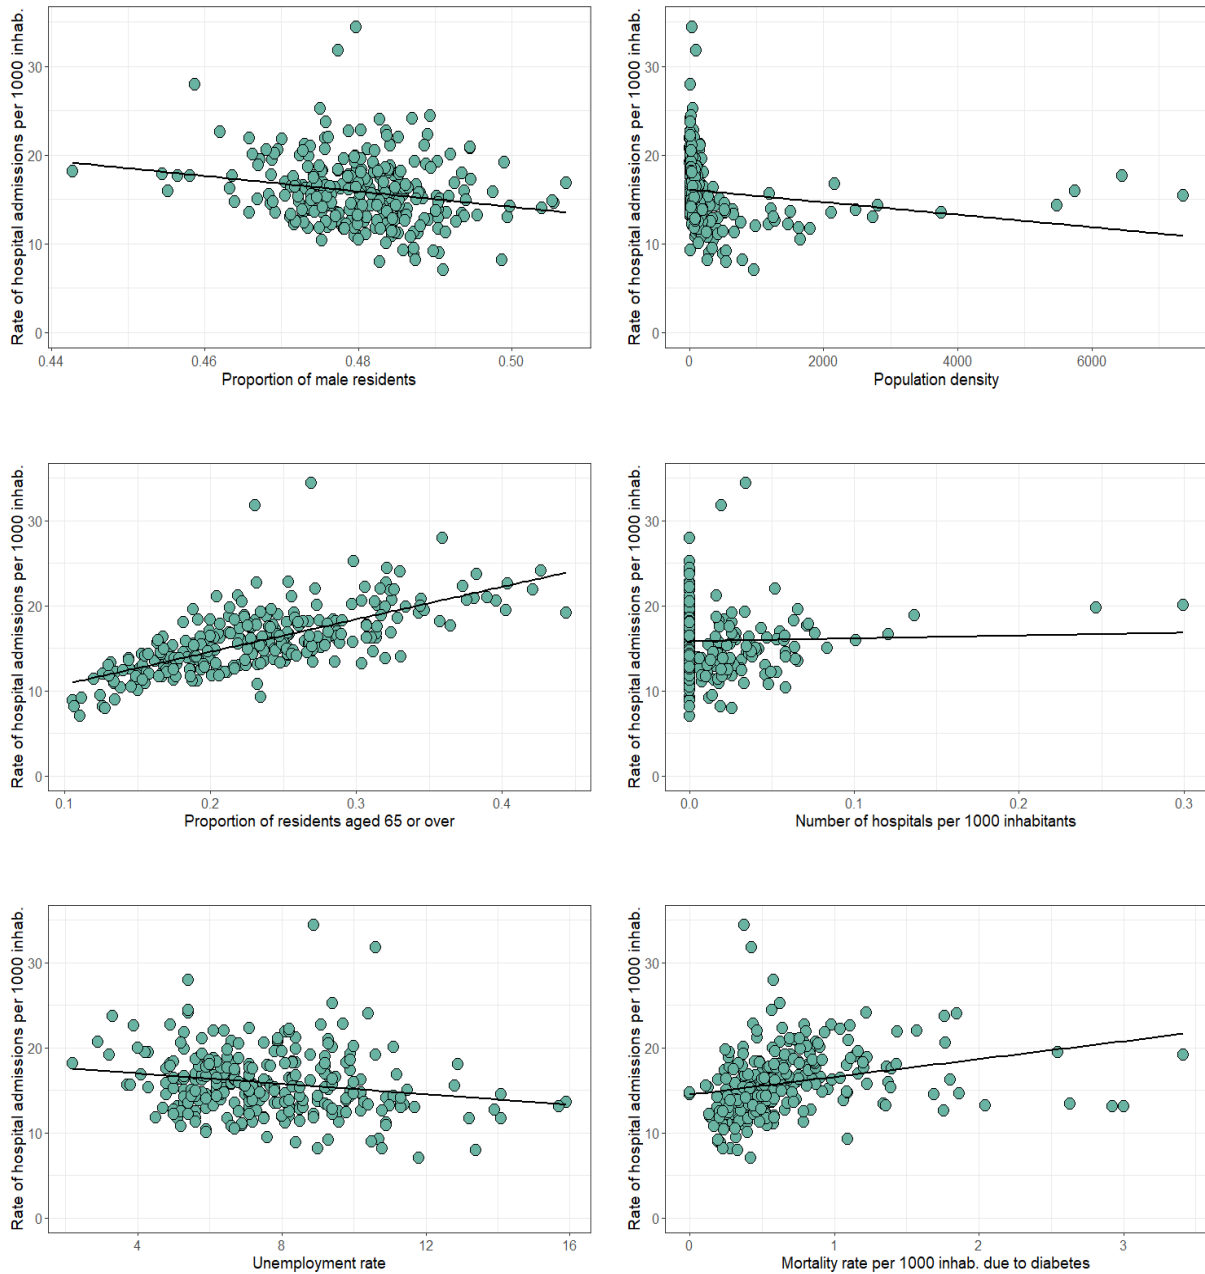 Rate of hospital admissions per 1000 inhab.
30
20
10
0
0.44 0.46 0.48 0.50
Proportion of male residents
Rate of hospital admissions per 1000 inhab.
30
20
10
0
0 2000 4000 6000
Population density
Rate of hospital admissions per 1000 inhab.
30
20
10
0
0.1 0.2 0.3 0.4
Proportion of residents aged 65 or over
Rate of hospital admissions per 1000 inhab.
30
20
10
0
0.0 0.1 0.2 0.3
Number of hospitals per 1000 inhabitants
Rate of hospital admissions per 1000 inhab.
30
20
10
0
4 8 12 16
Unemployment rate
Rate of hospital admissions per 1000 inhab.
30
20
10
0
0 1 2 3
Mortality rate per 1000 inhab. due to diabetes